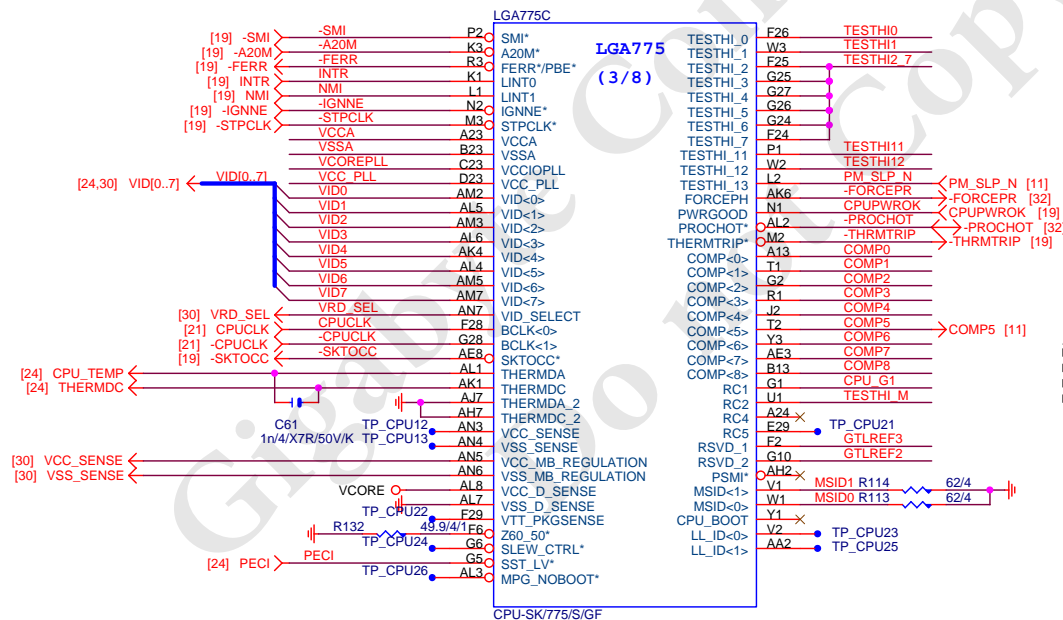 LGA775C
LGA775
(3/8)
[19] -SMI -SMI P2 SMI*
[19] -A20M -A20M K3 A20M*
[19] -FERR -FERR R3 FERR*/PBE*
[19] INTR INTR K1 LINT0
[19] NMI NMI L1 LINT1
[19] -IGNNE -IGNNE N2 IGNNE*
[19] -STPCLK -STPCLK M3 STPCLK*
VCCA A23 VCCA
VSSA B23 VSSA
VCOREPLL C23 VCCIOPLL
VCC_PLL D23 VCC_PLL
[24,30] VID[0..7] VID[0..7]
VID0 AM2 VID<0>
VID1 AL5 VID<1>
VID2 AM3 VID<2>
VID3 AL6 VID<3>
VID4 AK4 VID<4>
VID5 AL4 VID<5>
VID6 AM5 VID<6>
VID7 AM7 VID<7>
[30] VRD_SEL VRD_SEL AN7 VID_SELECT
[21] CPUCLK CPUCLK F28 BCLK<0>
[21] -CPUCLK -CPUCLK G28 BCLK<1>
[19] -SKTOCC -SKTOCC AE8 SKTOCC*
[24] CPU_TEMP AL1 THERMDA
[24] THERMDC AK1 THERMDC
AJ7 THERMDA_2
AH7 THERMDC_2
C61
1n/4/X7R/50V/K
TP_CPU12 AN3 VCC_SENSE
TP_CPU13 AN4 VSS_SENSE
[30] VCC_SENSE AN5 VCC_MB_REGULATION
[30] VSS_SENSE AN6 VSS_MB_REGULATION
VCORE AL8 VCC_D_SENSE
AL7 VSS_D_SENSE
TP_CPU22 F29 VTT_PKGSENSE
R132 49.9/4/1 F6 Z60_50*
TP_CPU24 G6 SLEW_CTRL*
[24] PECI PECI G5 SST_LV*
TP_CPU26 AL3 MPG_NOBOOT*
TESTHI_0 F26 TESTHI0
TESTHI_1 W3 TESTHI1
TESTHI_2 F25 TESTHI2_7
TESTHI_3 G25
TESTHI_4 G27
TESTHI_5 G26
TESTHI_6 G24
TESTHI_7 F24
TESTHI_11 P1 TESTHI11
TESTHI_12 W2 TESTHI12
TESTHI_13 L2 PM_SLP_N PM_SLP_N [11]
FORCEPH AK6 -FORCEPR -FORCEPR [32]
PWRGOOD N1 CPUPWROK CPUPWROK [19]
PROCHOT* AL2 -PROCHOT -PROCHOT [32]
THERMTRIP* M2 -THRMTRIP -THRMTRIP [19]
COMP<0> A13 COMP0
COMP<1> T1 COMP1
COMP<2> G2 COMP2
COMP<3> R1 COMP3
COMP<4> J2 COMP4
COMP<5> T2 COMP5 COMP5 [11]
COMP<6> Y3 COMP6
COMP<7> AE3 COMP7
COMP<8> B13 COMP8
RC1 G1 CPU_G1
RC2 U1 TESTHI_M
RC4 A24
RC5 E29 TP_CPU21
RSVD_1 F2 GTLREF3
RSVD_2 G10 GTLREF2
PSMI* AH2
MSID<1> V1 MSID1 R114 62/4
MSID<0> W1 MSID0 R113 62/4
CPU_BOOT Y1
LL_ID<0> V2 TP_CPU23
LL_ID<1> AA2 TP_CPU25
CPU-SK/775/S/GF